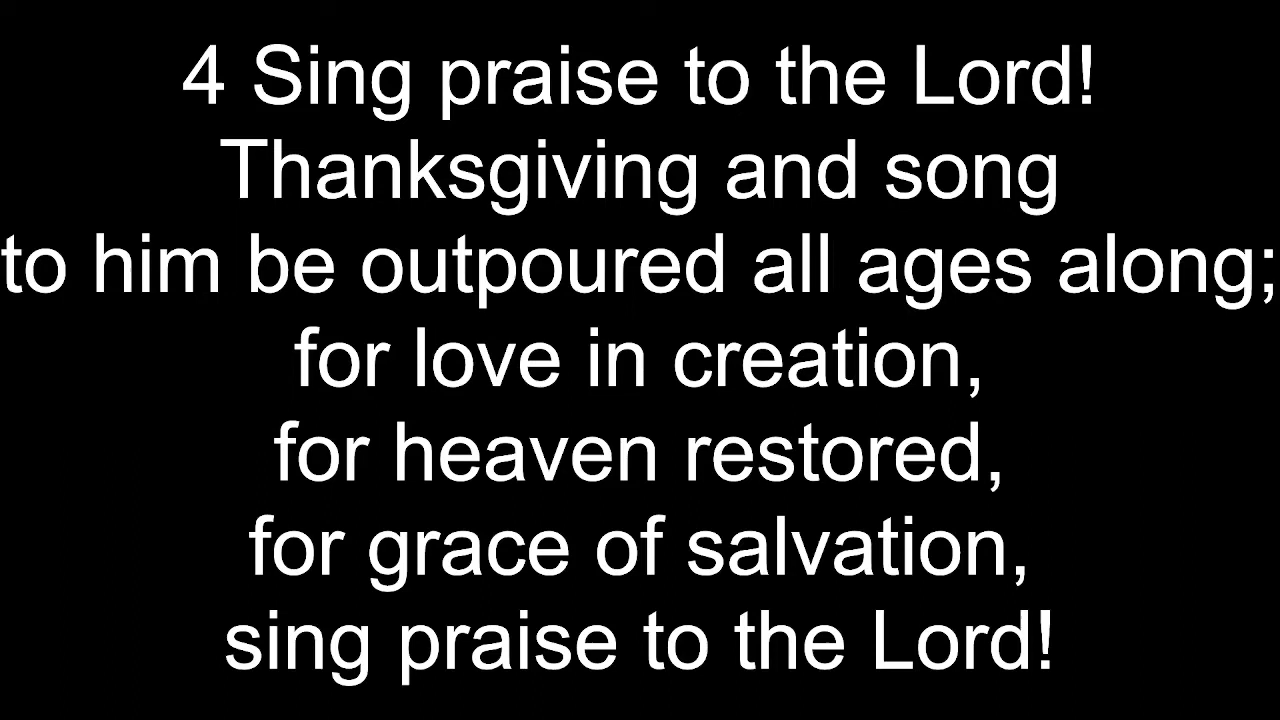 4 Sing praise to the Lord!
Thanksgiving and song
to him be outpoured all ages along;
for love in creation,
for heaven restored,
for grace of salvation,
sing praise to the Lord!